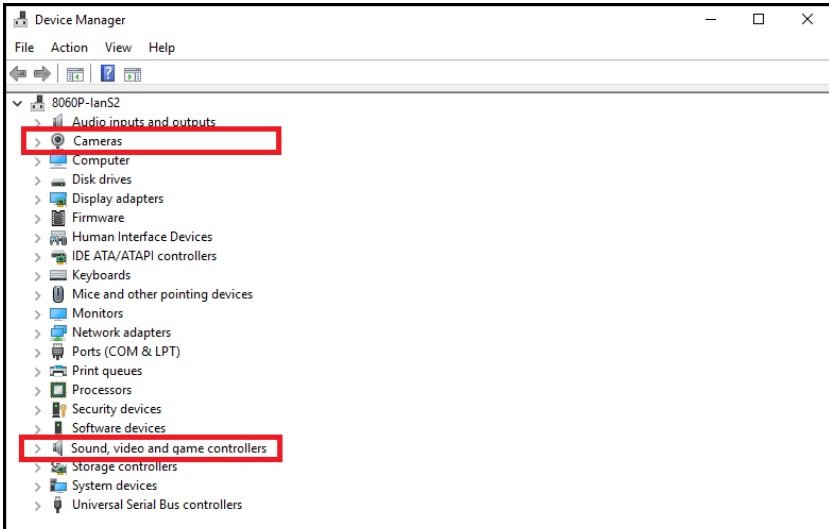 Device Manager
File Action View Help
8060P-IanS2
Audio inputs and outputs
Cameras
Computer
Disk drives
Display adapters
Firmware
Human Interface Devices
IDE ATA/ATAPI controllers
Keyboards
Mice and other pointing devices
Monitors
Network adapters
Ports (COM & LPT)
Print queues
Processors
Security devices
Software devices
Sound, video and game controllers
Storage controllers
System devices
Universal Serial Bus controllers